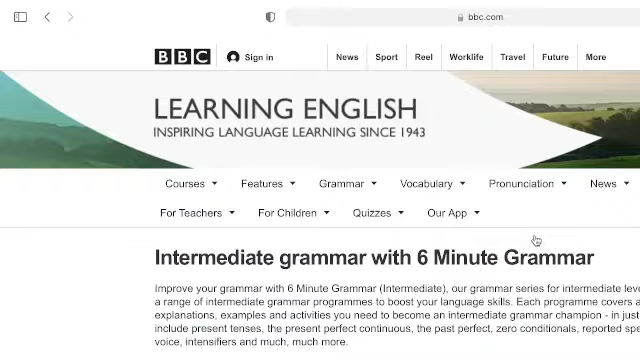 bbc.com
BBC Sign in News Sport Reel Worklife Travel Future More
LEARNING ENGLISH
INSPIRING LANGUAGE LEARNING SINCE 1943
Courses Features Grammar Vocabulary Pronunciation News
For Teachers For Children Quizzes Our App
Intermediate grammar with 6 Minute Grammar
Improve your grammar with 6 Minute Grammar (Intermediate), our grammar series for intermediate
a range of intermediate grammar programmes to boost your language skills. Each programme covers
explanations, examples and activities you need to become an intermediate grammar champion - in just
include present tenses, the present perfect continuous, the past perfect, zero conditionals, reported
voice, intensifiers and much, much more.